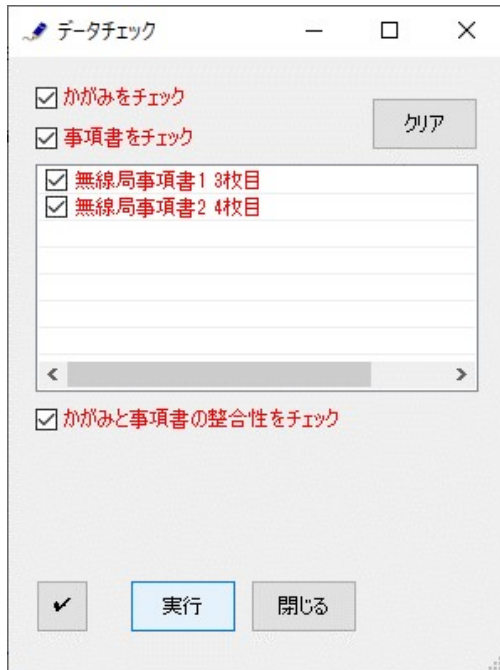 データチェック
かがみをチェック
クリア
事項書をチェック
無線局事項書1 3枚目
無線局事項書2 4枚目
かがみと事項書の整合性をチェック
実行
閉じる